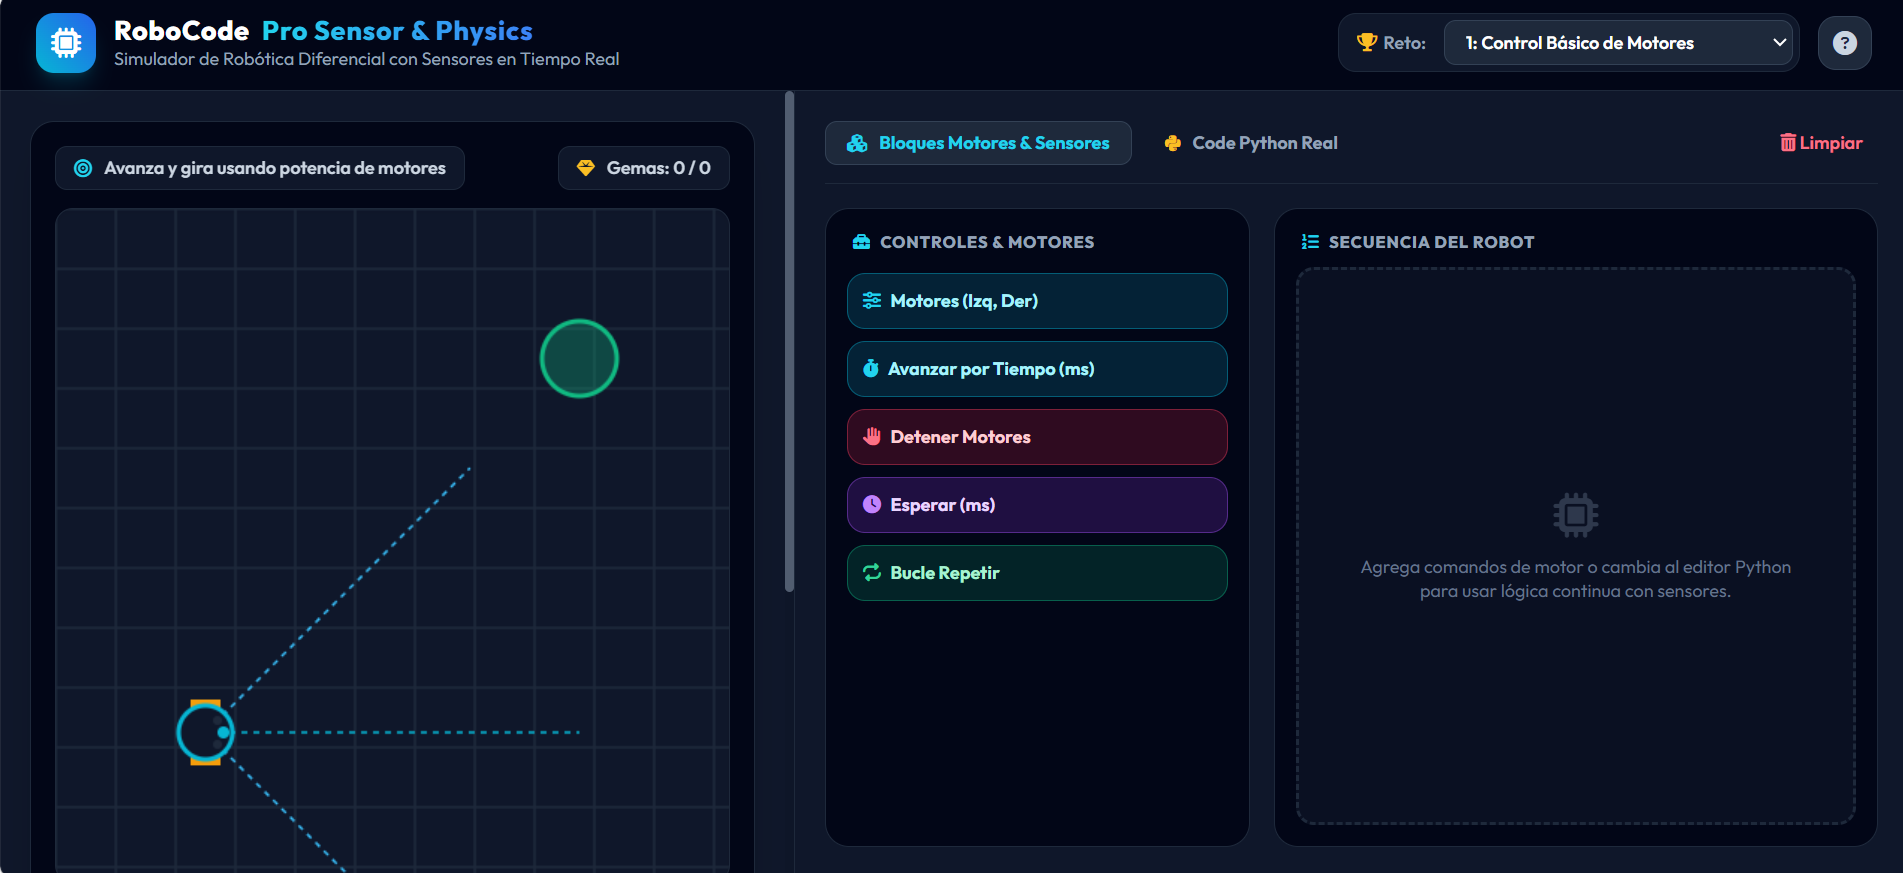 RoboCode Pro Sensor & Physics
Simulador de Robótica Diferencial con Sensores en Tiempo Real
Reto:
1: Control Básico de Motores
?
Avanza y gira usando potencia de motores
Gemas: 0 / 0
Bloques Motores & Sensores
Code Python Real
Limpiar
CONTROLES & MOTORES
Motores (Izq, Der)
Avanzar por Tiempo (ms)
Detener Motores
Esperar (ms)
Bucle Repetir
SECUENCIA DEL ROBOT
Agrega comandos de motor o cambia al editor Python
para usar lógica continua con sensores.